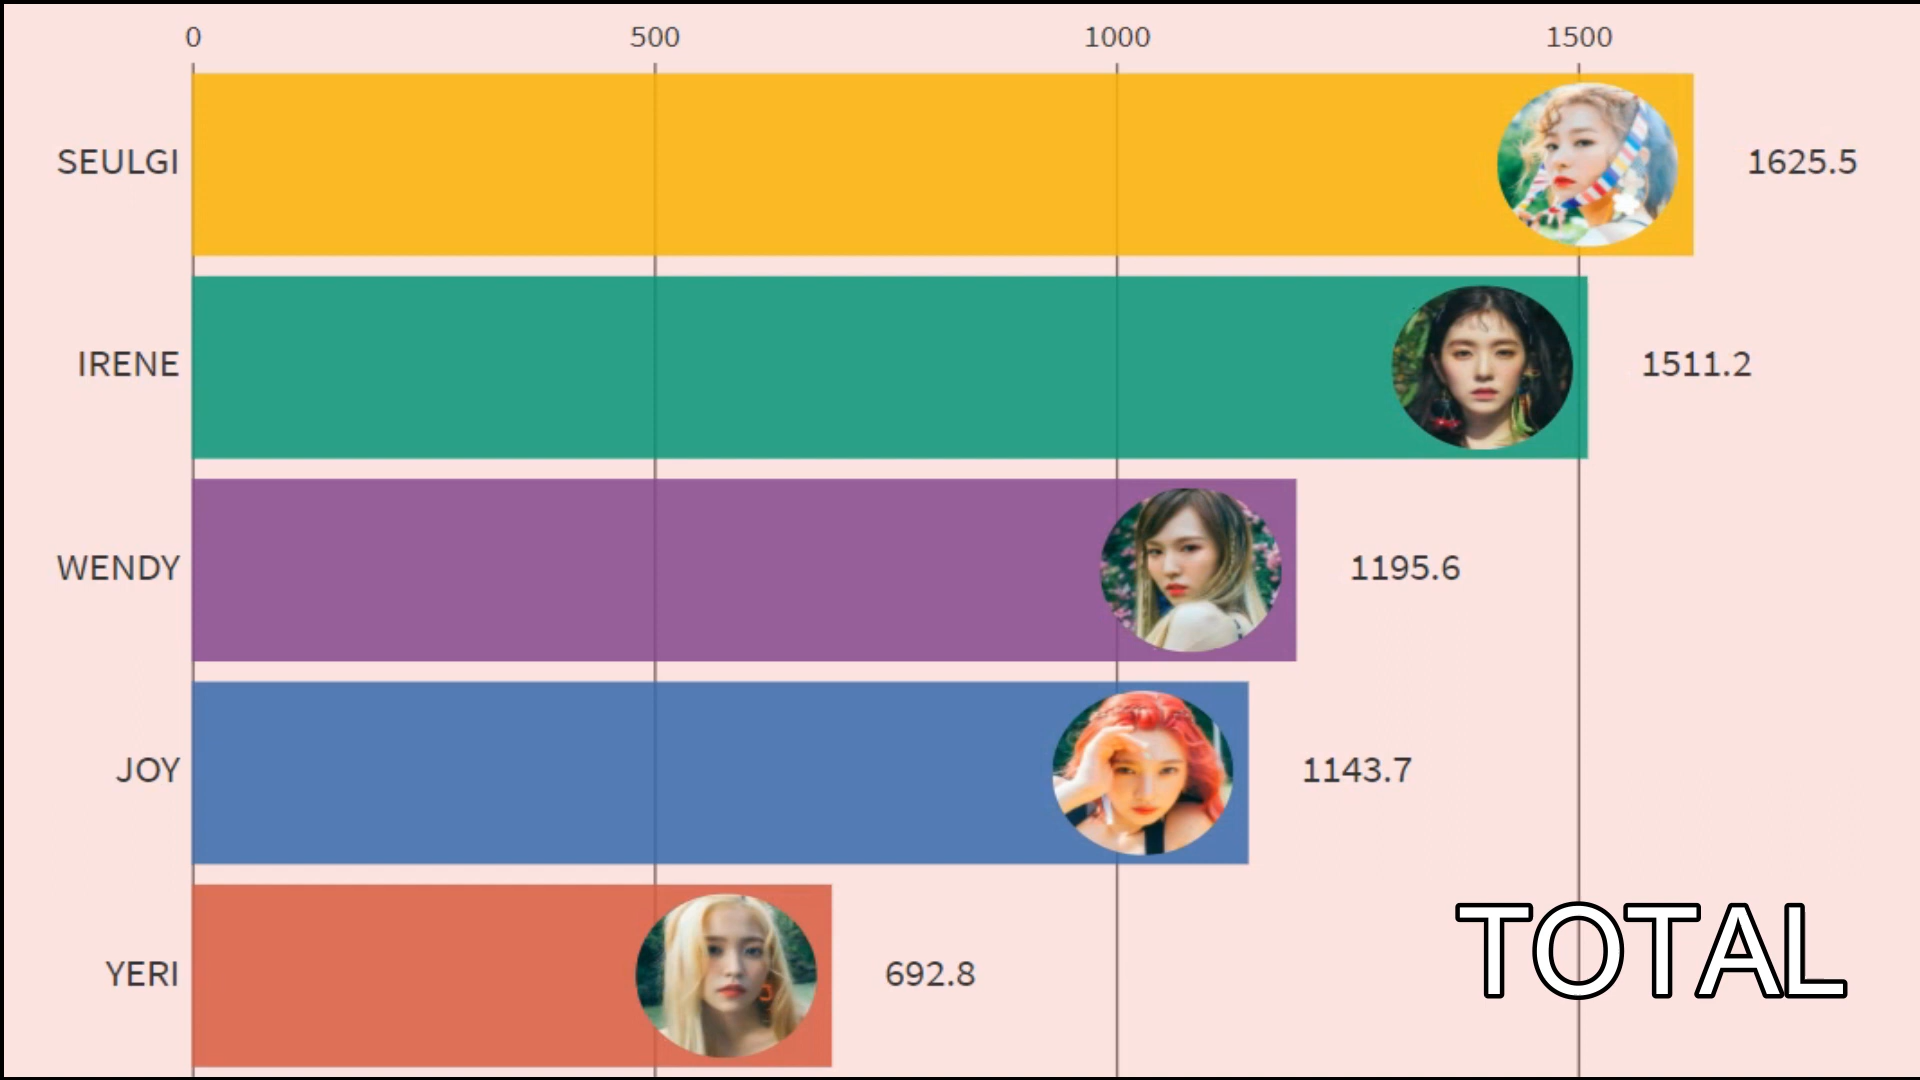 0 500 1000 1500
SEULGI 1625.5
IRENE 1511.2
WENDY 1195.6
JOY 1143.7
YERI 692.8
TOTAL